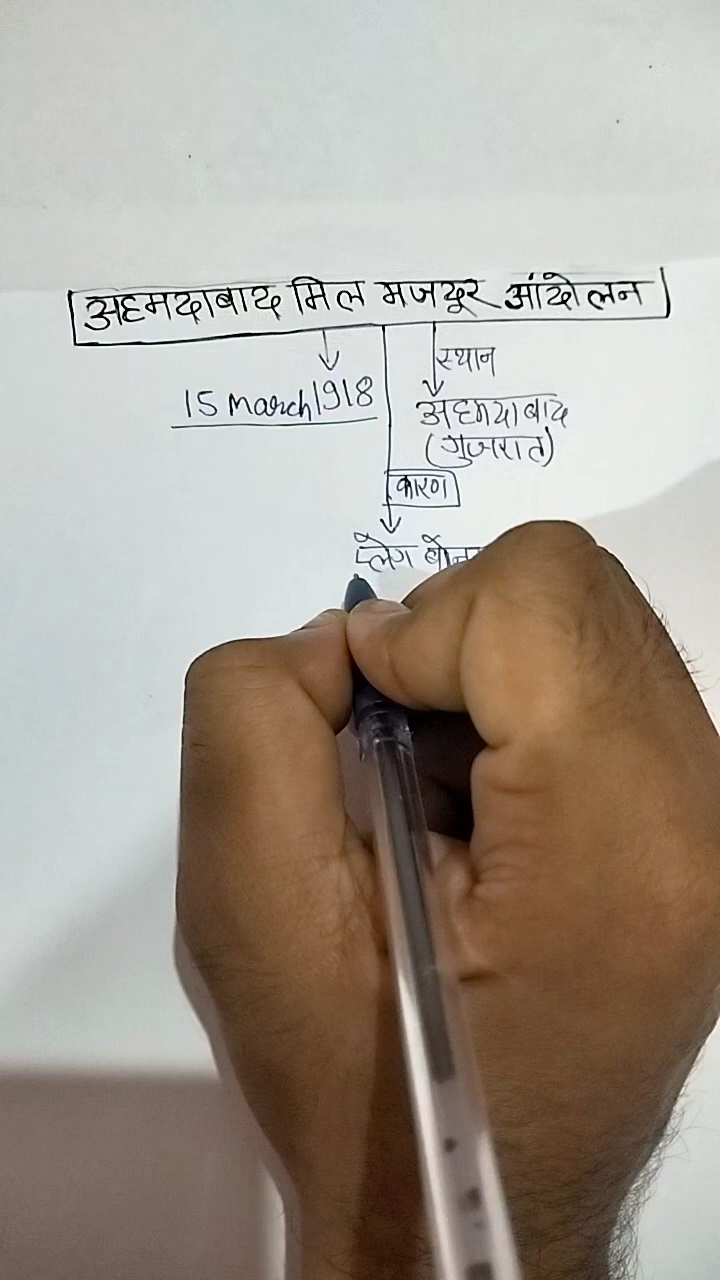 अहमदाबाद मिल मजदूर आंदोलन
स्थान
15 March 1918
अहमदाबाद
(गुजरात)
कारण
प्लेग